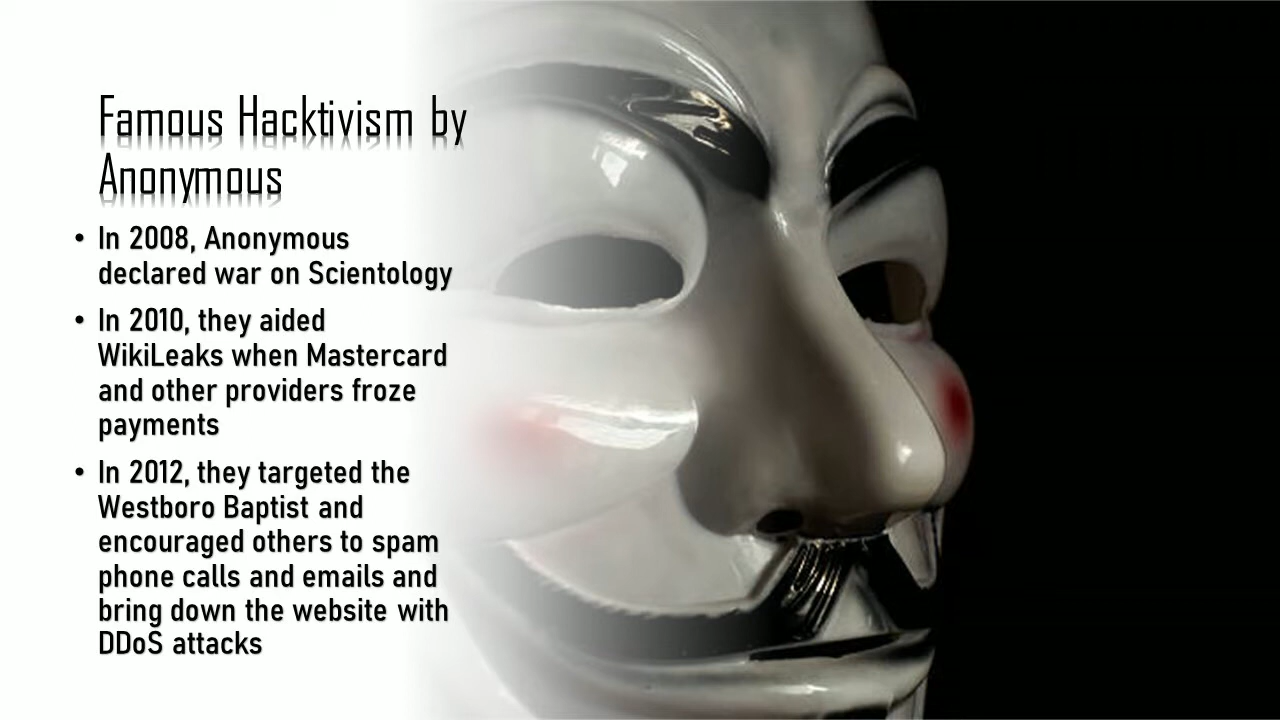 Famous Hacktivism by
Anonymous
• In 2008, Anonymous
declared war on Scientology
• In 2010, they aided
WikiLeaks when Mastercard
and other providers froze
payments
• In 2012, they targeted the
Westboro Baptist and
encouraged others to spam
phone calls and emails and
bring down the website with
DDoS attacks